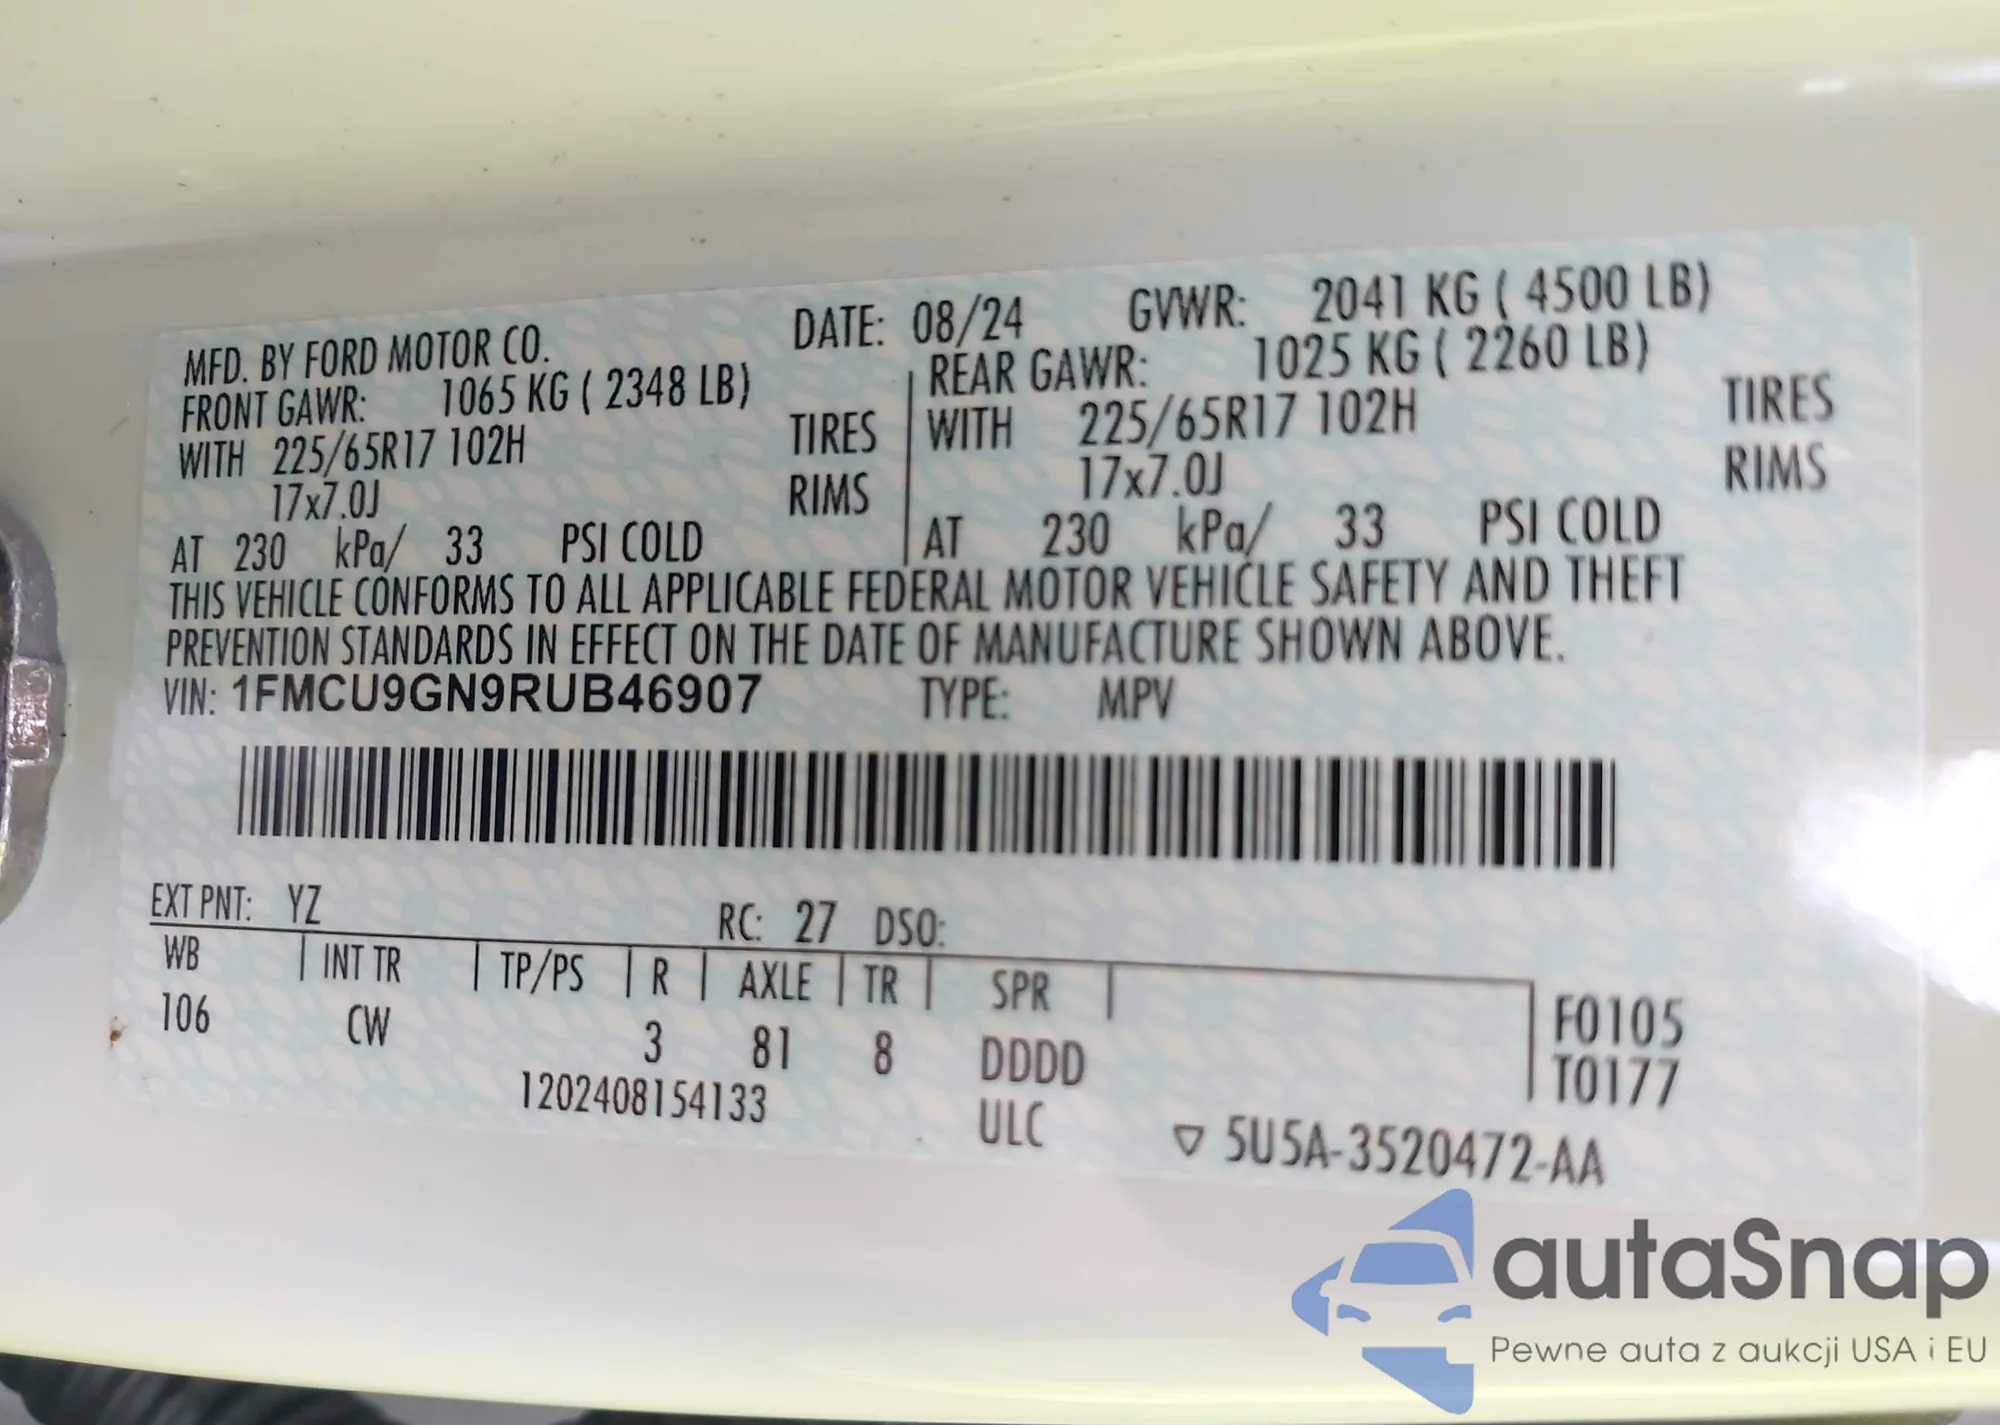 MFD. BY FORD MOTOR CO. DATE: 08/24 GVWR: 2041 KG ( 4500 LB)
FRONT GAWR: 1065 KG ( 2348 LB) REAR GAWR: 1025 KG ( 2260 LB)
WITH 225/65R17 102H TIRES WITH 225/65R17 102H TIRES
17x7.0J RIMS 17x7.0J RIMS
AT 230 kPa/ 33 PSI COLD AT 230 kPa/ 33 PSI COLD
THIS VEHICLE CONFORMS TO ALL APPLICABLE FEDERAL MOTOR VEHICLE SAFETY AND THEFT
PREVENTION STANDARDS IN EFFECT ON THE DATE OF MANUFACTURE SHOWN ABOVE.
VIN: 1FMCU9GN9RUB46907 TYPE: MPV
EXT PNT: YZ RC: 27 DSO:
WB INT TR TP/PS R AXLE TR SPR
106 CW 3 81 8 DDDD F0105
T0177
1202408154133 ULC ▽ 5U5A-3520472-AA
autaSnap
Pewne auta z aukcji USA i EU